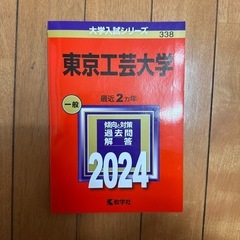 大学入試シリーズ
338
東京工芸大学
最近2カ年
一般
傾向と対策
過去問
解答
2024
教学社